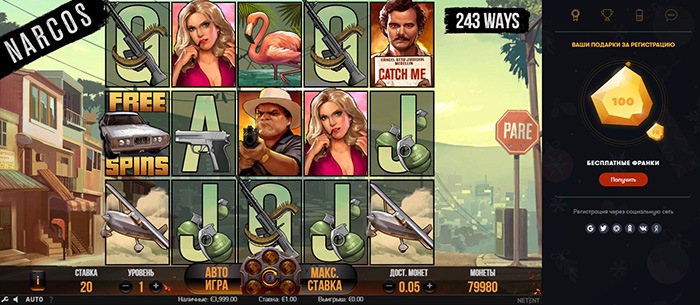 NARCOS
243 WAYS
CATCH ME
FREE
SPINS
A
J
J
J
J
PARE
СТАВКА
20
УРОВЕНЬ
1
АВТО
ИГРА
МАКС.
СТАВКА
ДОСТ. МОНЕТ
0.05
МОНЕТЫ
79980
AUTO
?
Наличные: €3,999.00
Ставка: €1.00
Выигрыш: €0.00
NETENT
ВАШИ ПОДАРКИ ЗА РЕГИСТРАЦИЮ
100
БЕСПЛАТНЫЕ ФРАНКИ
Получить
Регистрация через социальную сеть